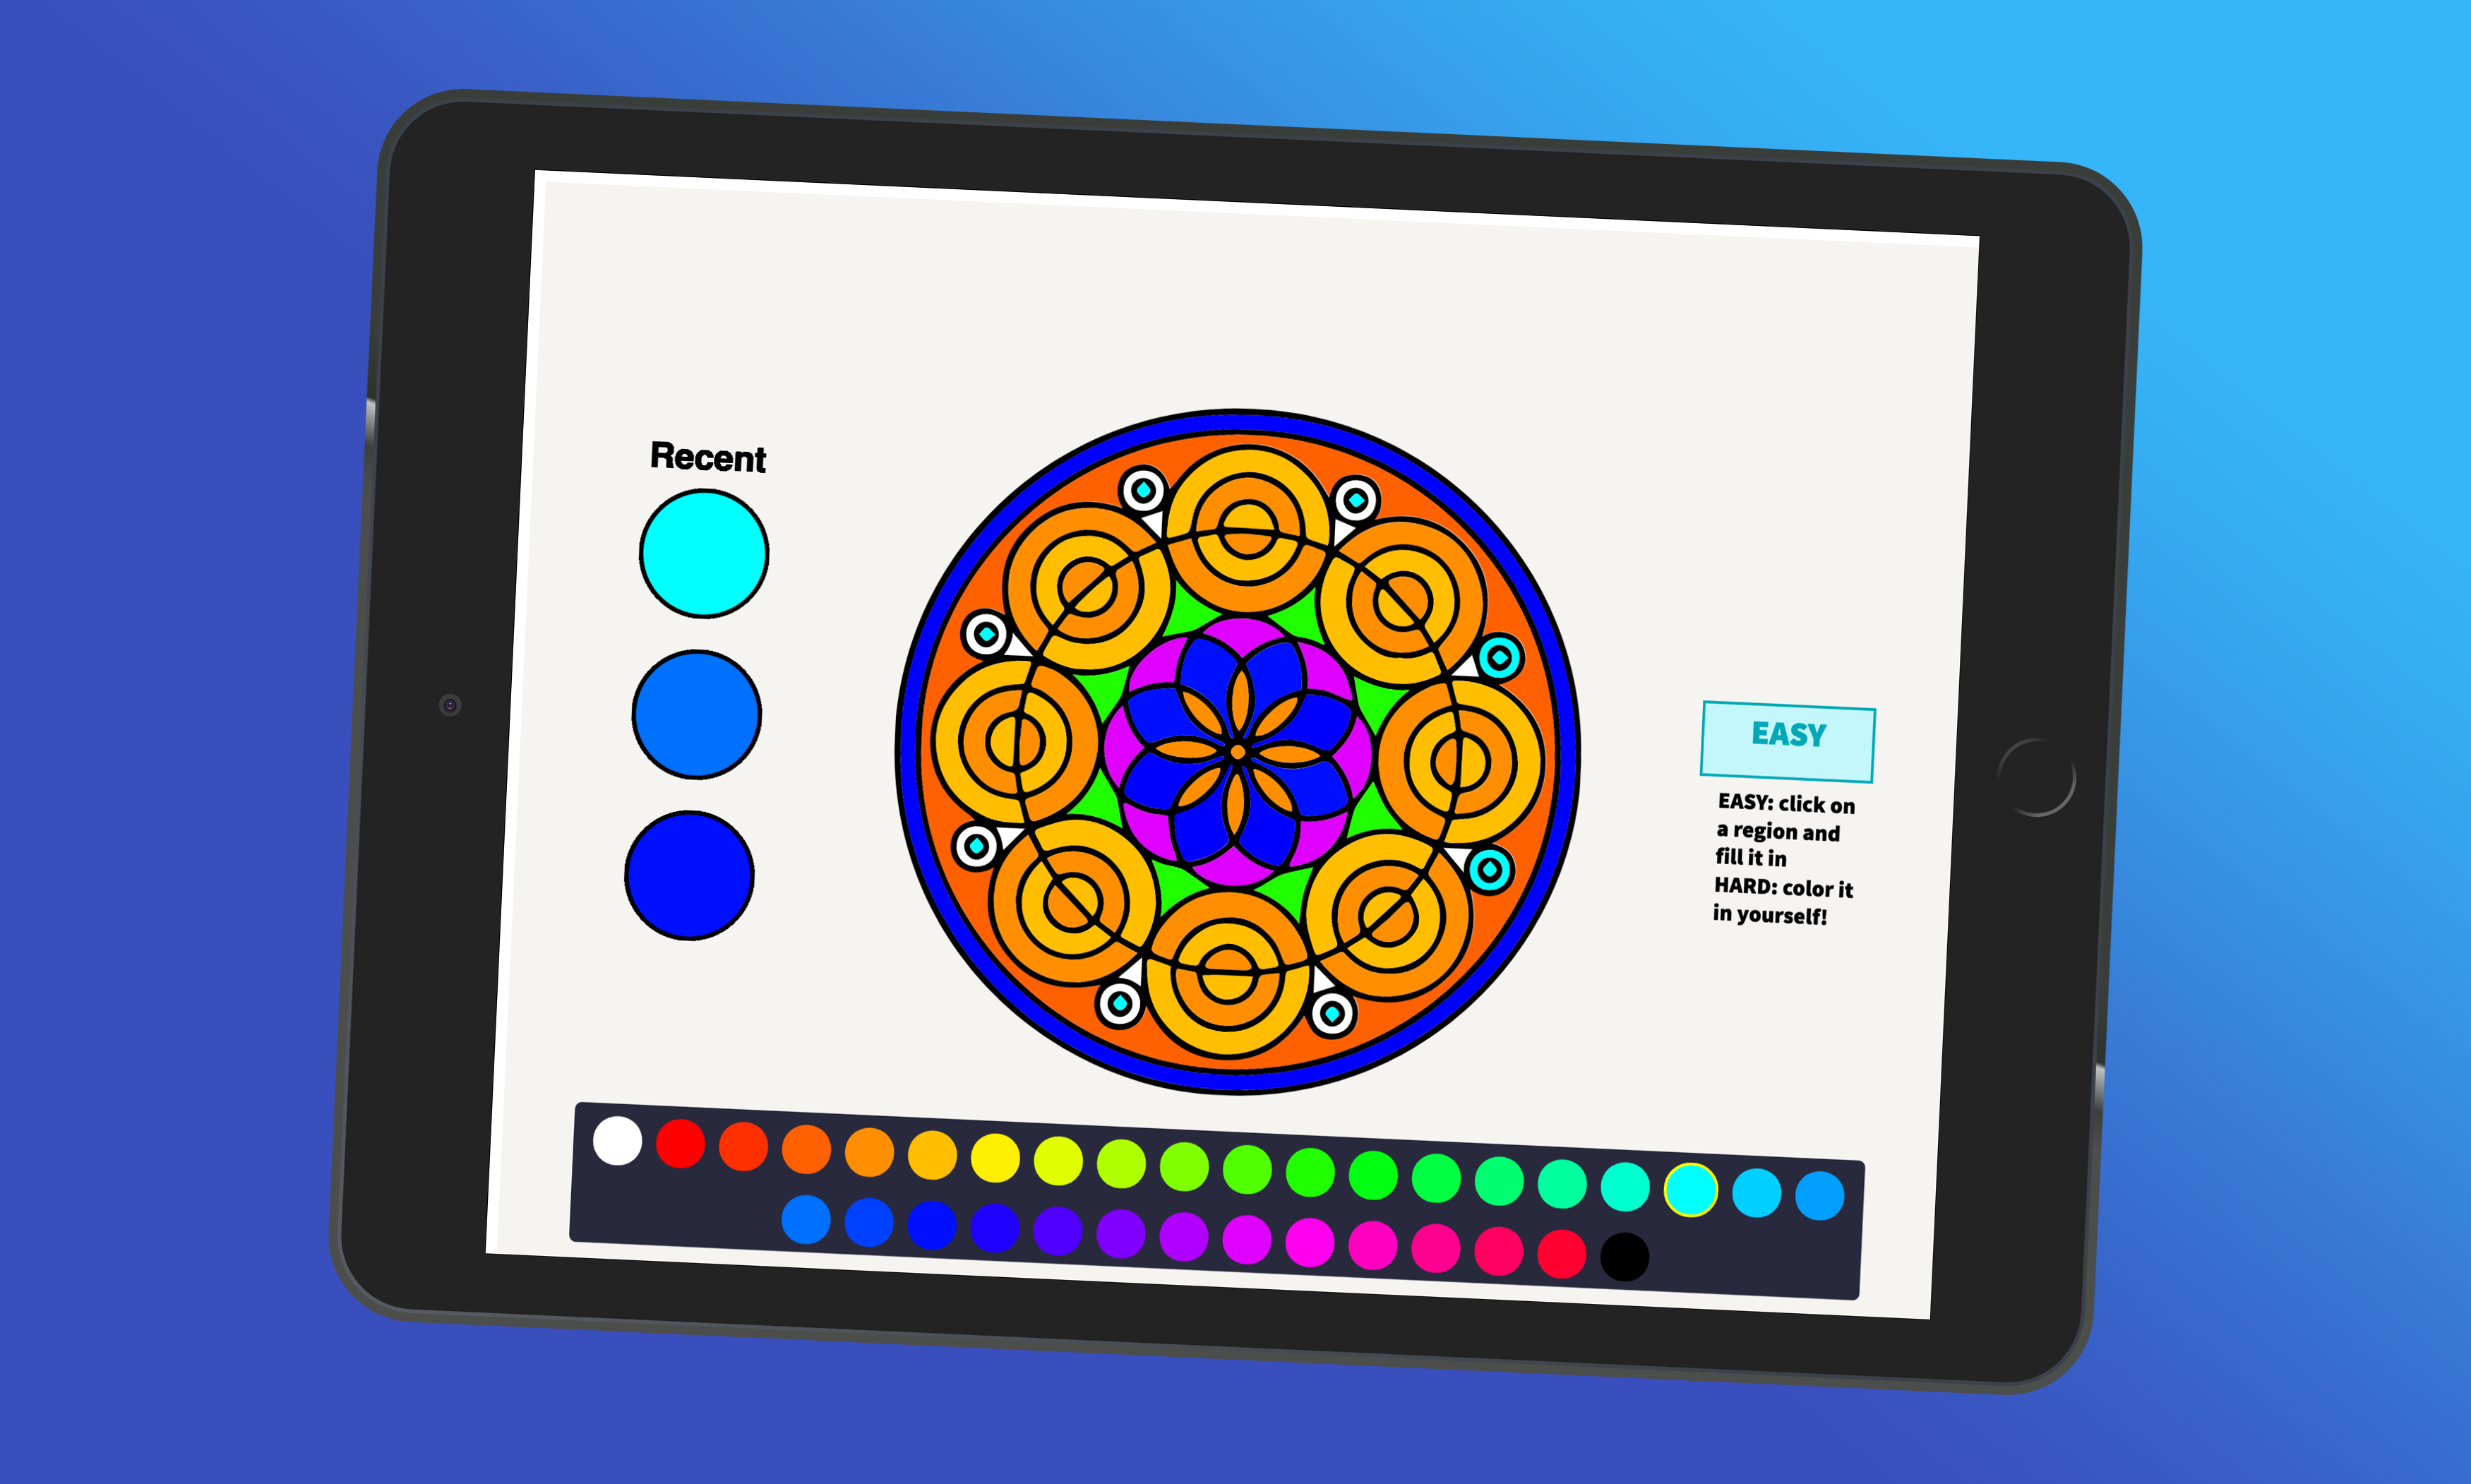 Recent
EASY
EASY: click on
a region and
fill it in
HARD: color it
in yourself!